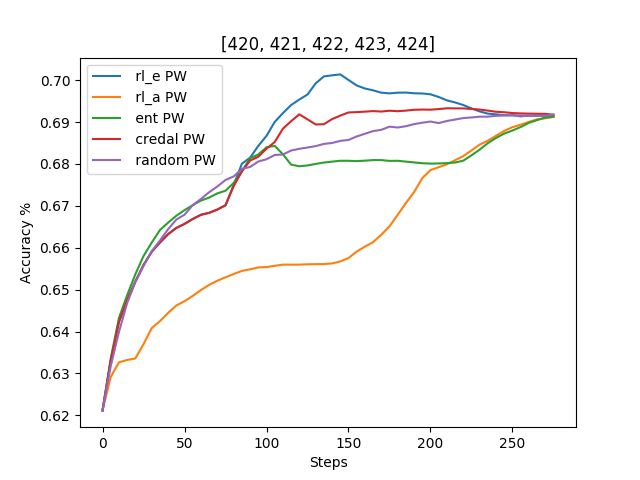 [420, 421, 422, 423, 424]
rl_e PW
rl_a PW
ent PW
credal PW
random PW
Accuracy %
0.70
0.69
0.68
0.67
0.66
0.65
0.64
0.63
0.62
0 50 100 150 200 250
Steps